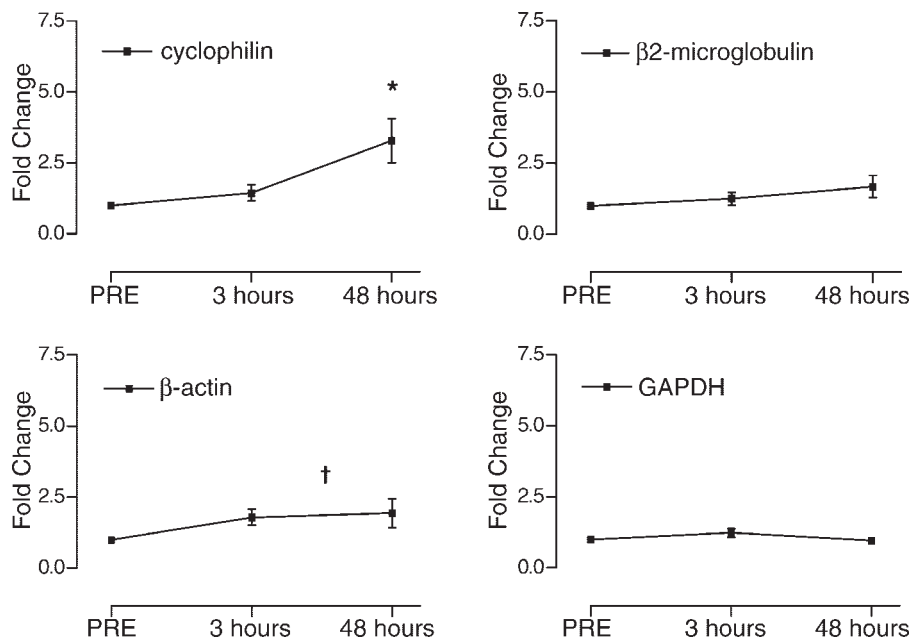 7.5
cyclophilin
5.0
*
Fold Change
2.5
0.0
PRE 3 hours 48 hours
7.5
β2-microglobulin
5.0
Fold Change
2.5
0.0
PRE 3 hours 48 hours
7.5
β-actin
5.0
Fold Change
†
2.5
0.0
PRE 3 hours 48 hours
7.5
GAPDH
5.0
Fold Change
2.5
0.0
PRE 3 hours 48 hours